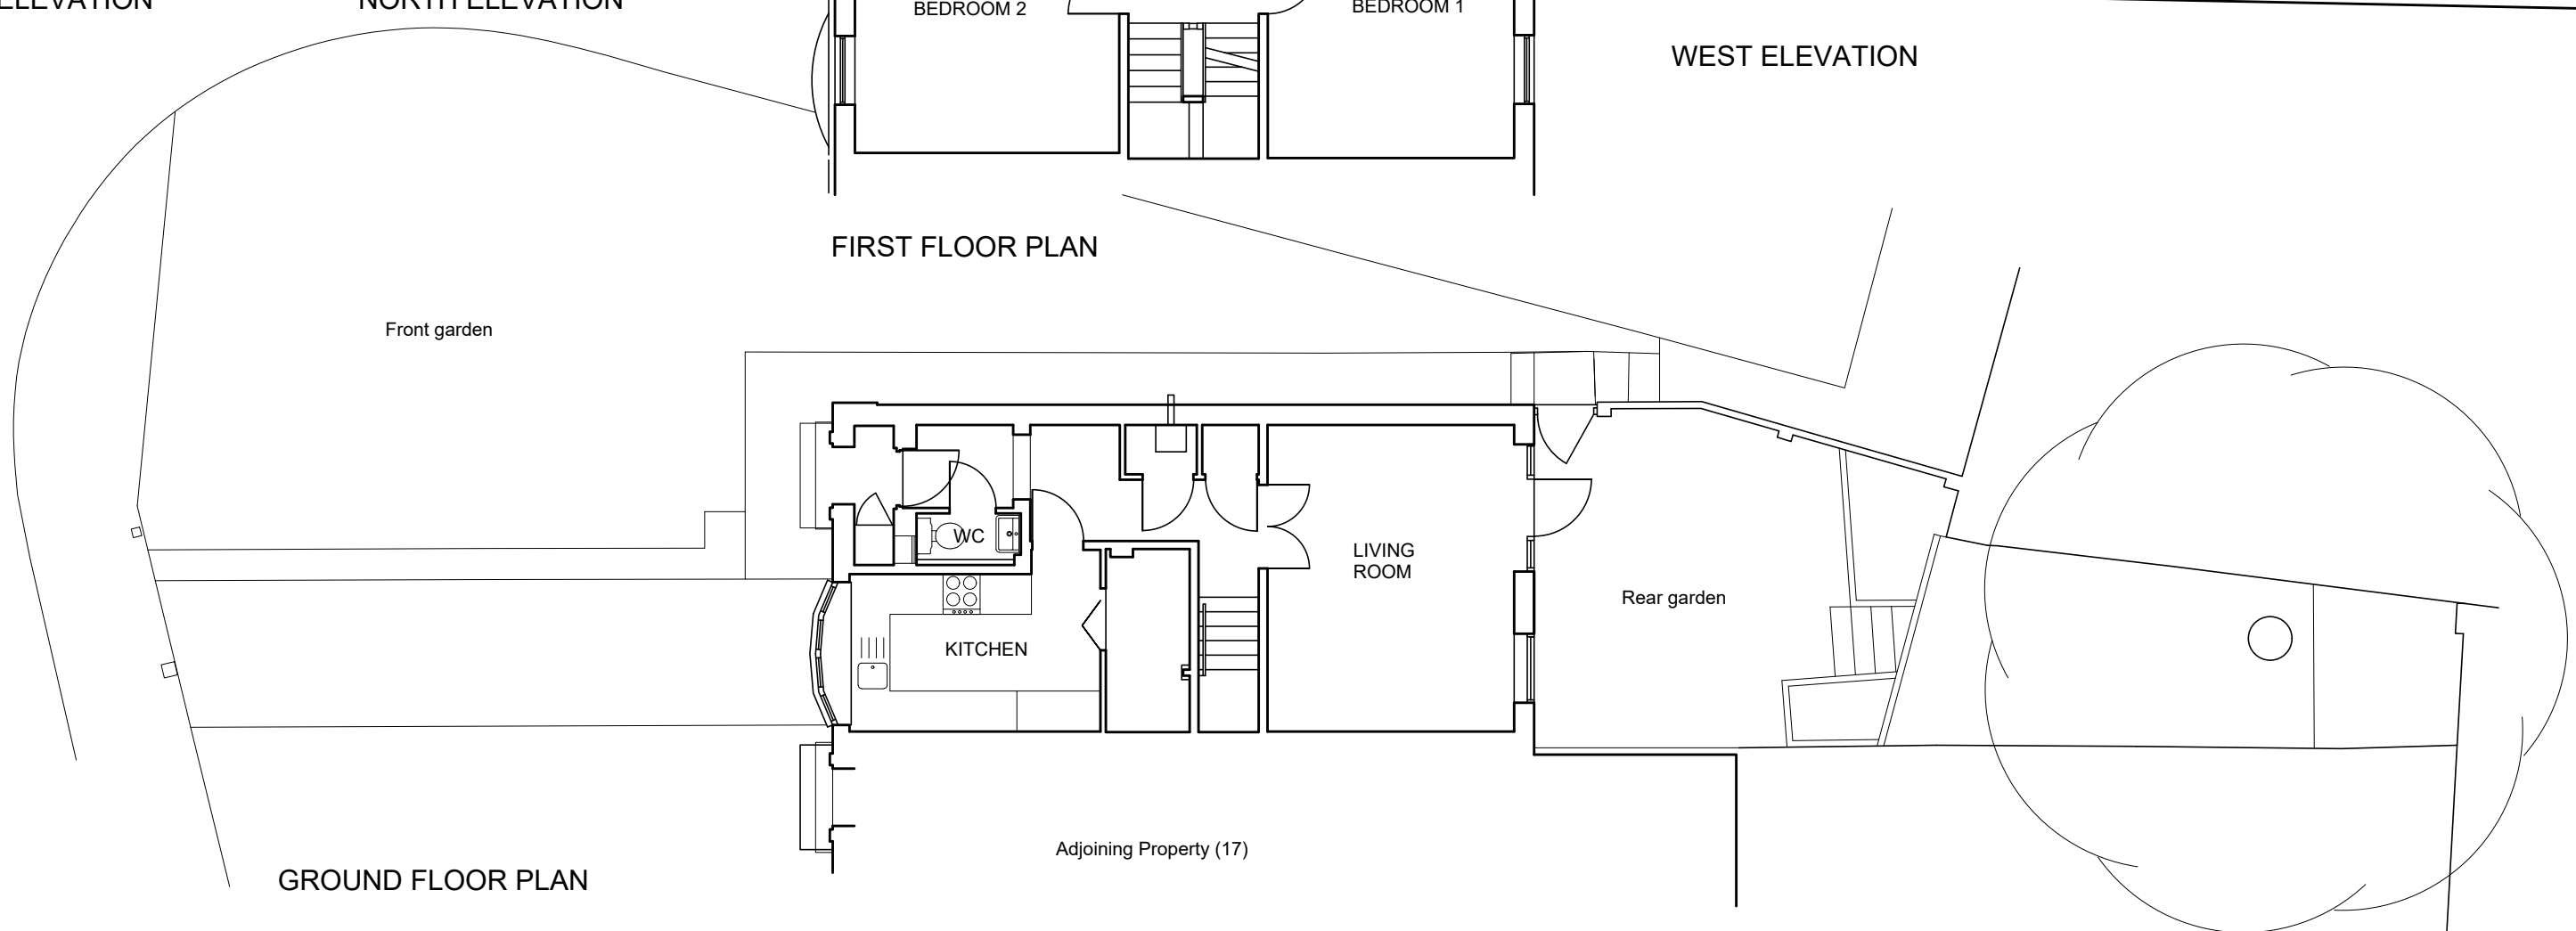 ELEVATION
NORTH ELEVATION
BEDROOM 2
BEDROOM 1
WEST ELEVATION
FIRST FLOOR PLAN
Front garden
WC
LIVING
ROOM
Rear garden
KITCHEN
Adjoining Property (17)
GROUND FLOOR PLAN